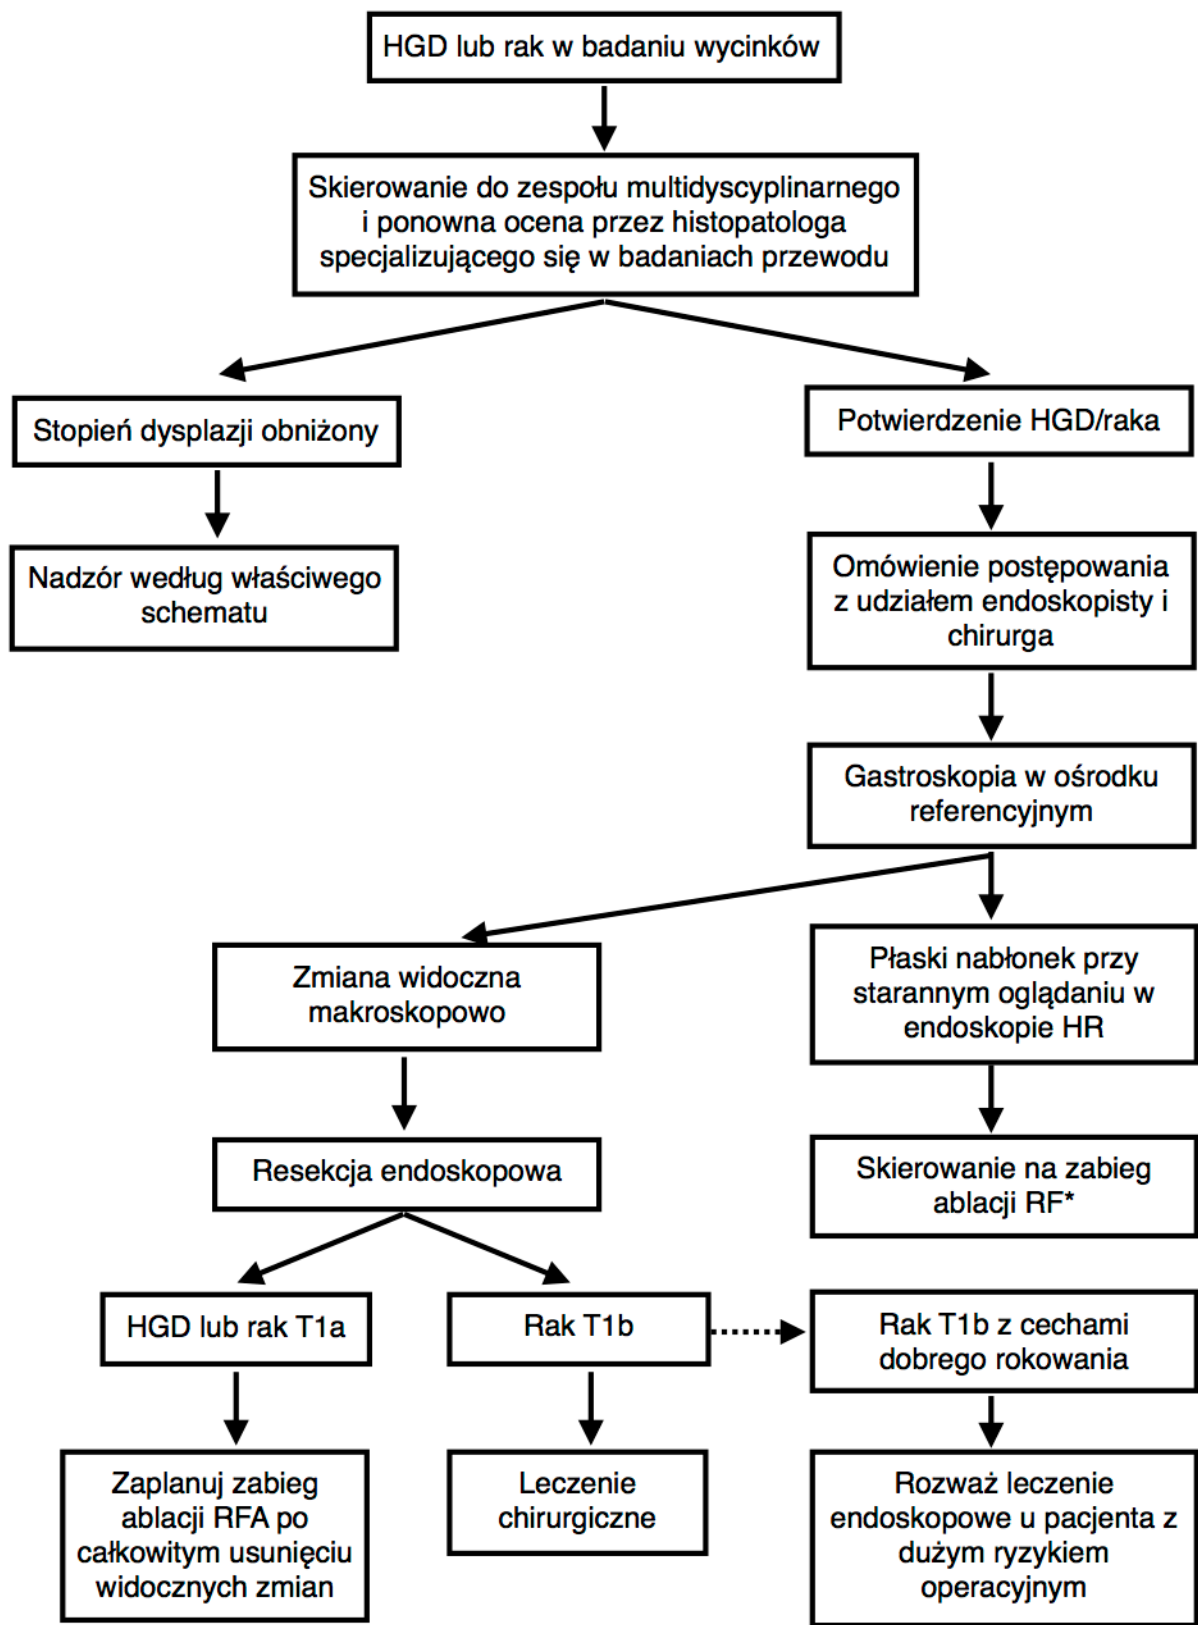 HGD lub rak w badaniu wycinków
Skierowanie do zespołu multidyscyplinarnego
i ponowna ocena przez histopatologa
specjalizującego się w badaniach przewodu
Stopień dysplazji obniżony
Potwierdzenie HGD/raka
Nadzór według właściwego
schematu
Omówienie postępowania
z udziałem endoskopisty i
chirurga
Gastroskopia w ośrodku
referencyjnym
Zmiana widoczna
makroskopowo
Płaski nabłonek przy
starannym oglądaniu w
endoskopie HR
Resekcja endoskopowa
Skierowanie na zabieg
ablacji RF*
HGD lub rak T1a
Rak T1b
Rak T1b z cechami
dobrego rokowania
Zaplanuj zabieg
ablacji RFA po
całkowitym usunięciu
widocznych zmian
Leczenie
chirurgiczne
Rozważ leczenie
endoskopowe u pacjenta z
dużym ryzykiem
operacyjnym